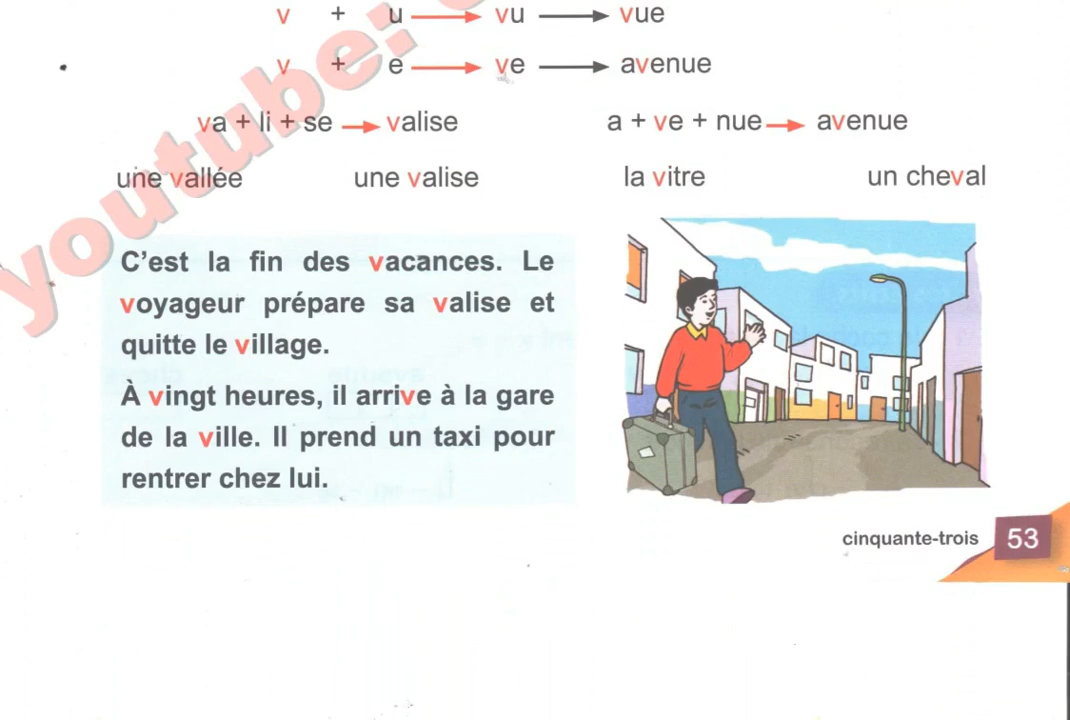 v + u → vu → vue
v + e → ve → avenue
va + li + se → valise a + ve + nue → avenue
une vallée une valise la vitre un cheval
C'est la fin des vacances. Le
voyageur prépare sa valise et
quitte le village.
À vingt heures, il arrive à la gare
de la ville. Il prend un taxi pour
rentrer chez lui.
cinquante-trois 53
youtube: